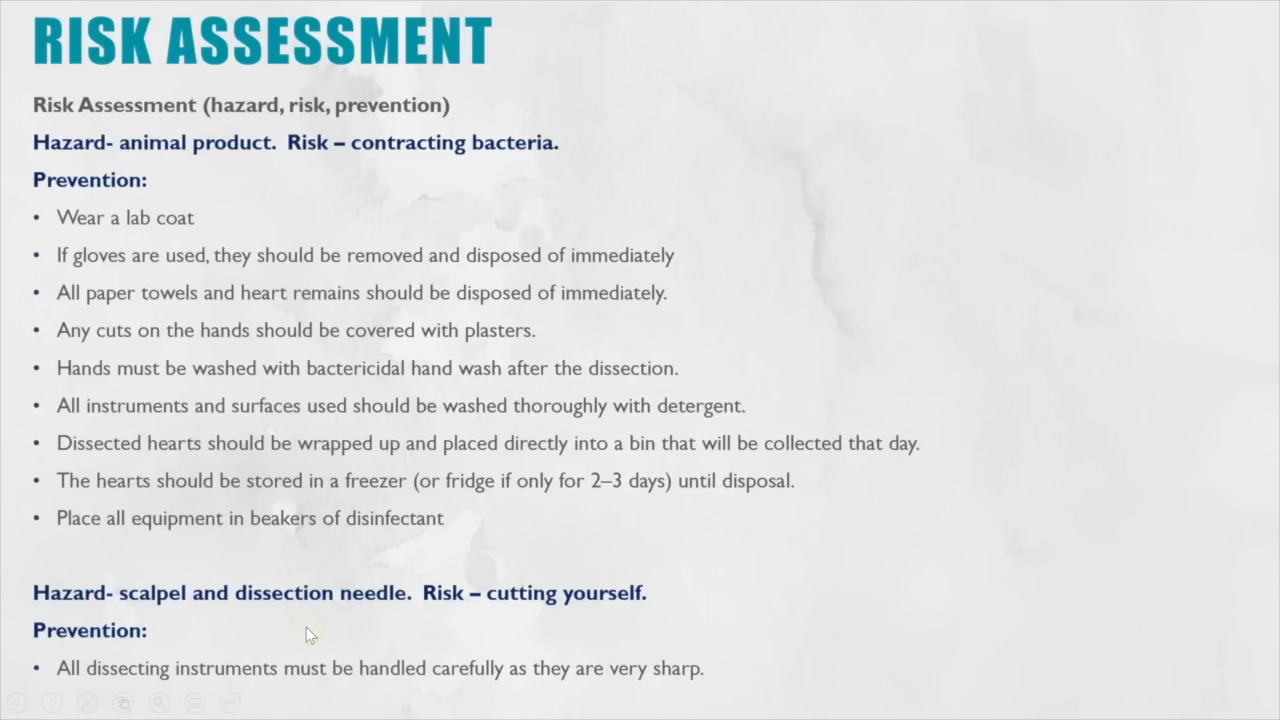 RISK ASSESSMENT
Risk Assessment (hazard, risk, prevention)
Hazard- animal product.  Risk – contracting bacteria.
Prevention:
• Wear a lab coat
• If gloves are used, they should be removed and disposed of immediately
• All paper towels and heart remains should be disposed of immediately.
• Any cuts on the hands should be covered with plasters.
• Hands must be washed with bactericidal hand wash after the dissection.
• All instruments and surfaces used should be washed thoroughly with detergent.
• Dissected hearts should be wrapped up and placed directly into a bin that will be collected that day.
• The hearts should be stored in a freezer (or fridge if only for 2–3 days) until disposal.
• Place all equipment in beakers of disinfectant
Hazard- scalpel and dissection needle.  Risk – cutting yourself.
Prevention:
• All dissecting instruments must be handled carefully as they are very sharp.